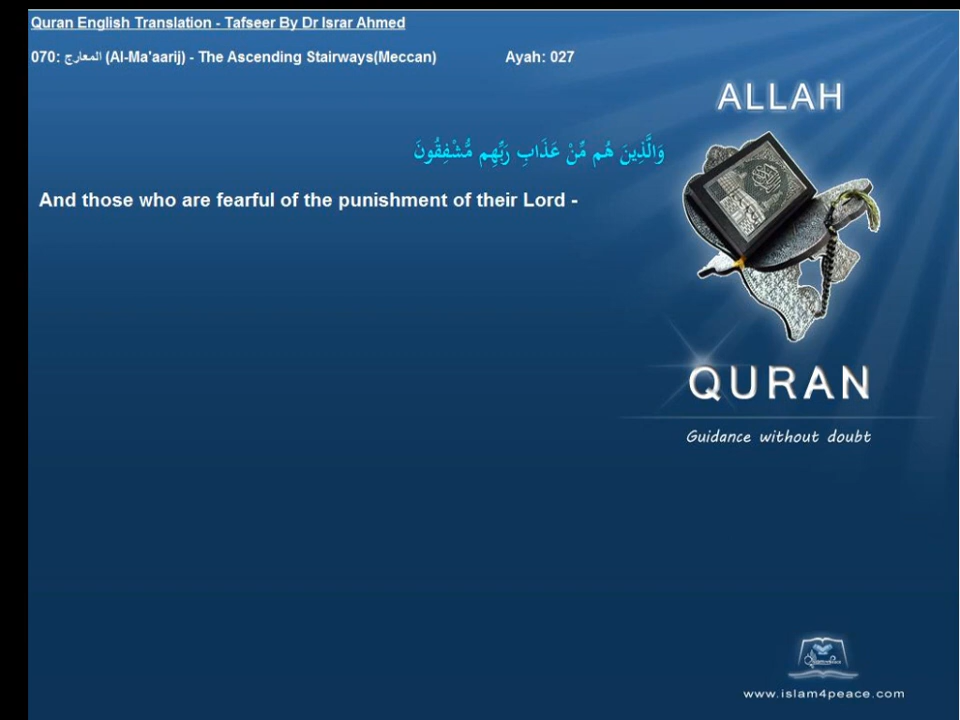 Quran English Translation - Tafseer By Dr Israr Ahmed
070: المعارج (Al-Ma'aarij) - The Ascending Stairways(Meccan) Ayah: 027
ALLAH
وَالَّذِينَ هُم مِّنْ عَذَابِ رَبِّهِم مُّشْفِقُونَ
And those who are fearful of the punishment of their Lord -
QURAN
Guidance without doubt
www.islam4peace.com